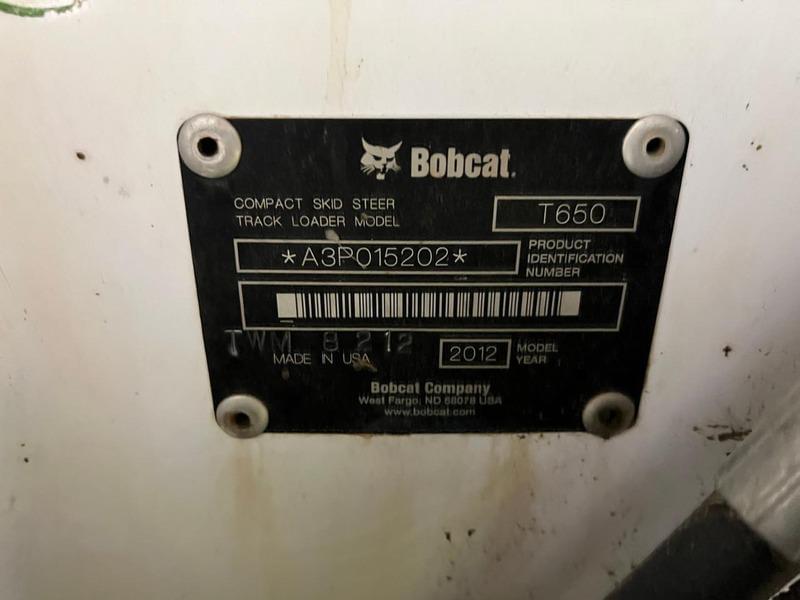 Bobcat.
COMPACT SKID STEER
TRACK LOADER MODEL
T650
*A3P015202*
PRODUCT
IDENTIFICATION
NUMBER
TWM 8 212
MADE IN USA
2012
MODEL
YEAR
Bobcat Company
West Fargo, ND 58078 USA
www.bobcat.com